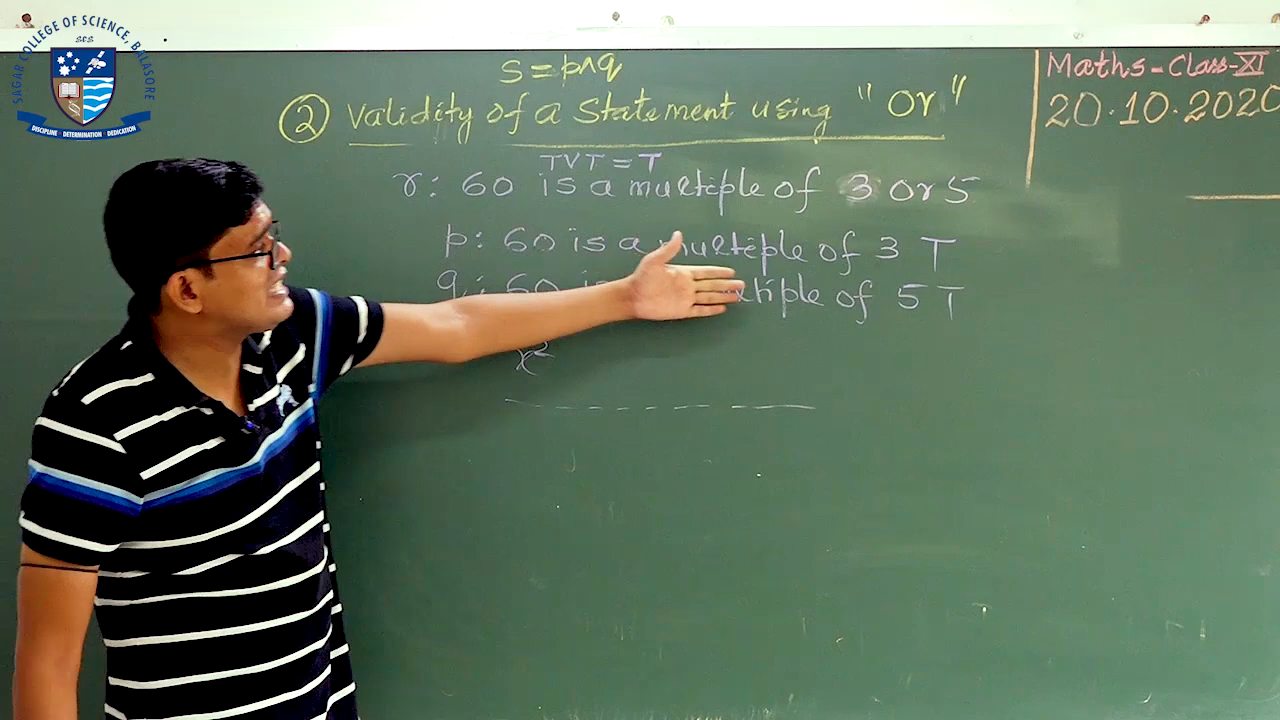 SAGAR COLLEGE OF SCIENCE, BALASORE
SCS
DISCIPLINE · DETERMINATION · DEDICATION
S = p∧q
② Validity of a Statement using "Or"
T∨T = T
r: 60 is a multiple of 3 Or 5
p: 60 is a multiple of 3 T
q: 60 is multiple of 5 T
x²
Maths - Class - XI
20.10.2020